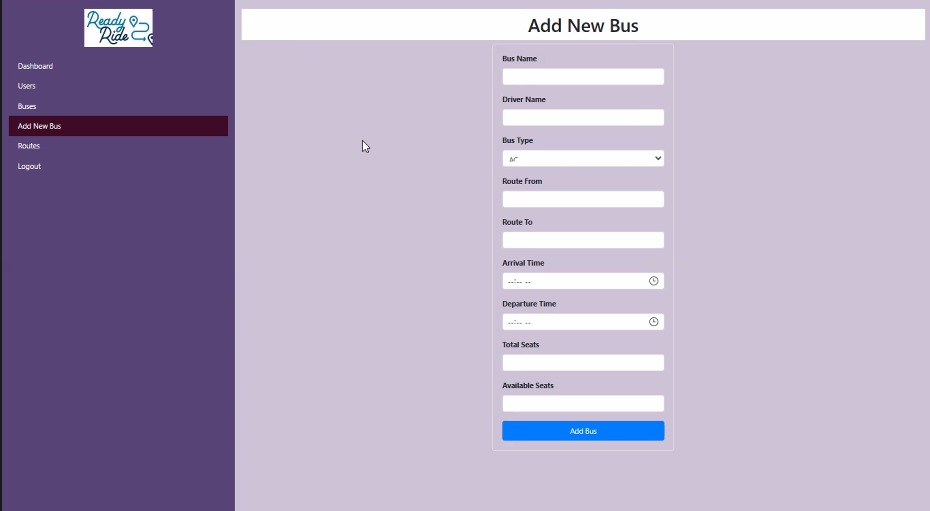 Ready
Ride
Dashboard
Users
Buses
Add New Bus
Routes
Logout
Add New Bus
Bus Name
Driver Name
Bus Type
Route From
Route To
Arrival Time
--:-- --
Departure Time
--:-- --
Total Seats
Available Seats
Add Bus